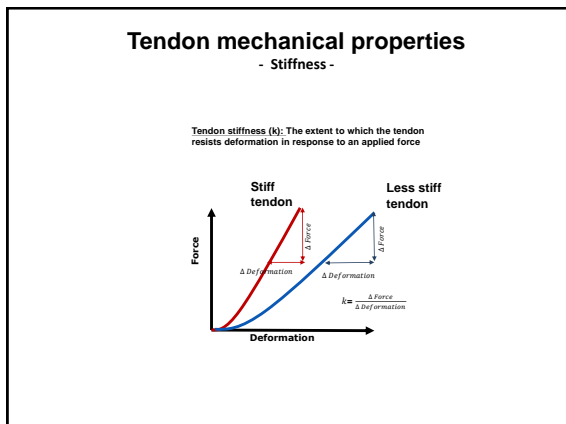 Tendon mechanical properties
- Stiffness -
Tendon stiffness (k): The extent to which the tendon
resists deformation in response to an applied force
Stiff
tendon
Less stiff
tendon
Force
Δ Force
Δ Force
Δ Deformation
Δ Deformation
k= Δ Force / Δ Deformation
Deformation